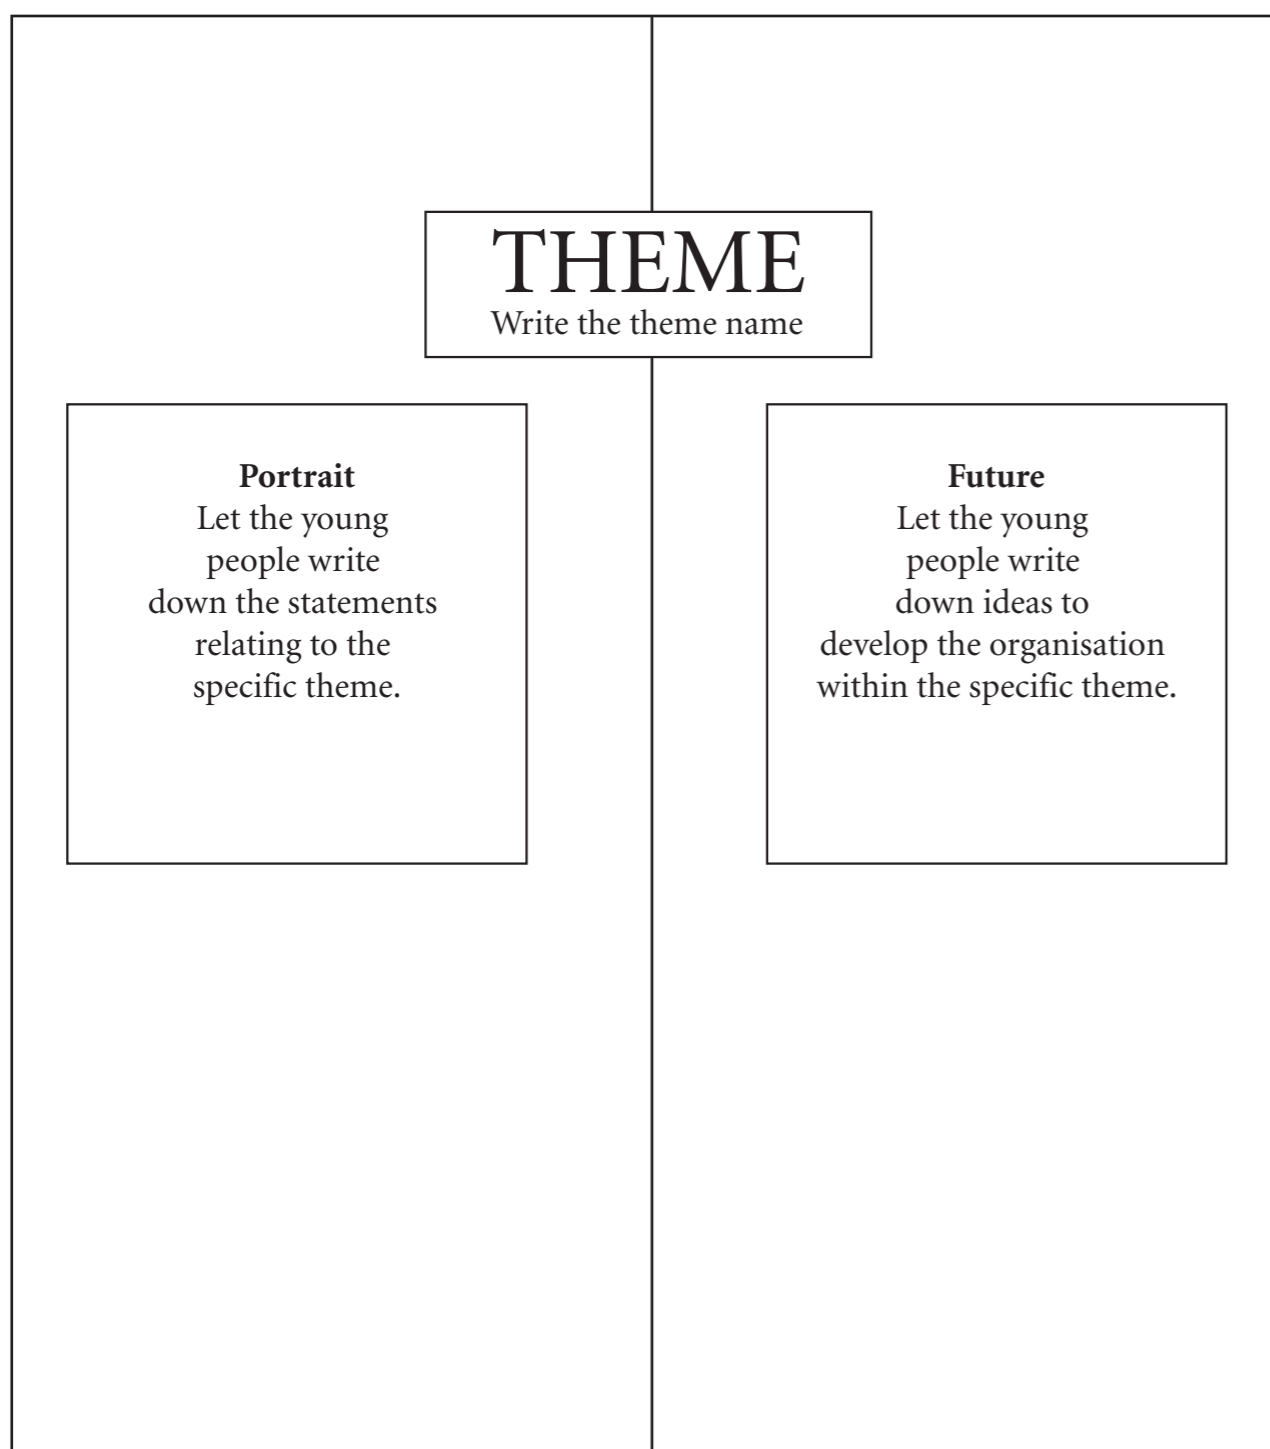 THEME
Write the theme name
Portrait
Let the young
people write
down the statements
relating to the
specific theme.
Future
Let the young
people write
down ideas to
develop the organisation
within the specific theme.